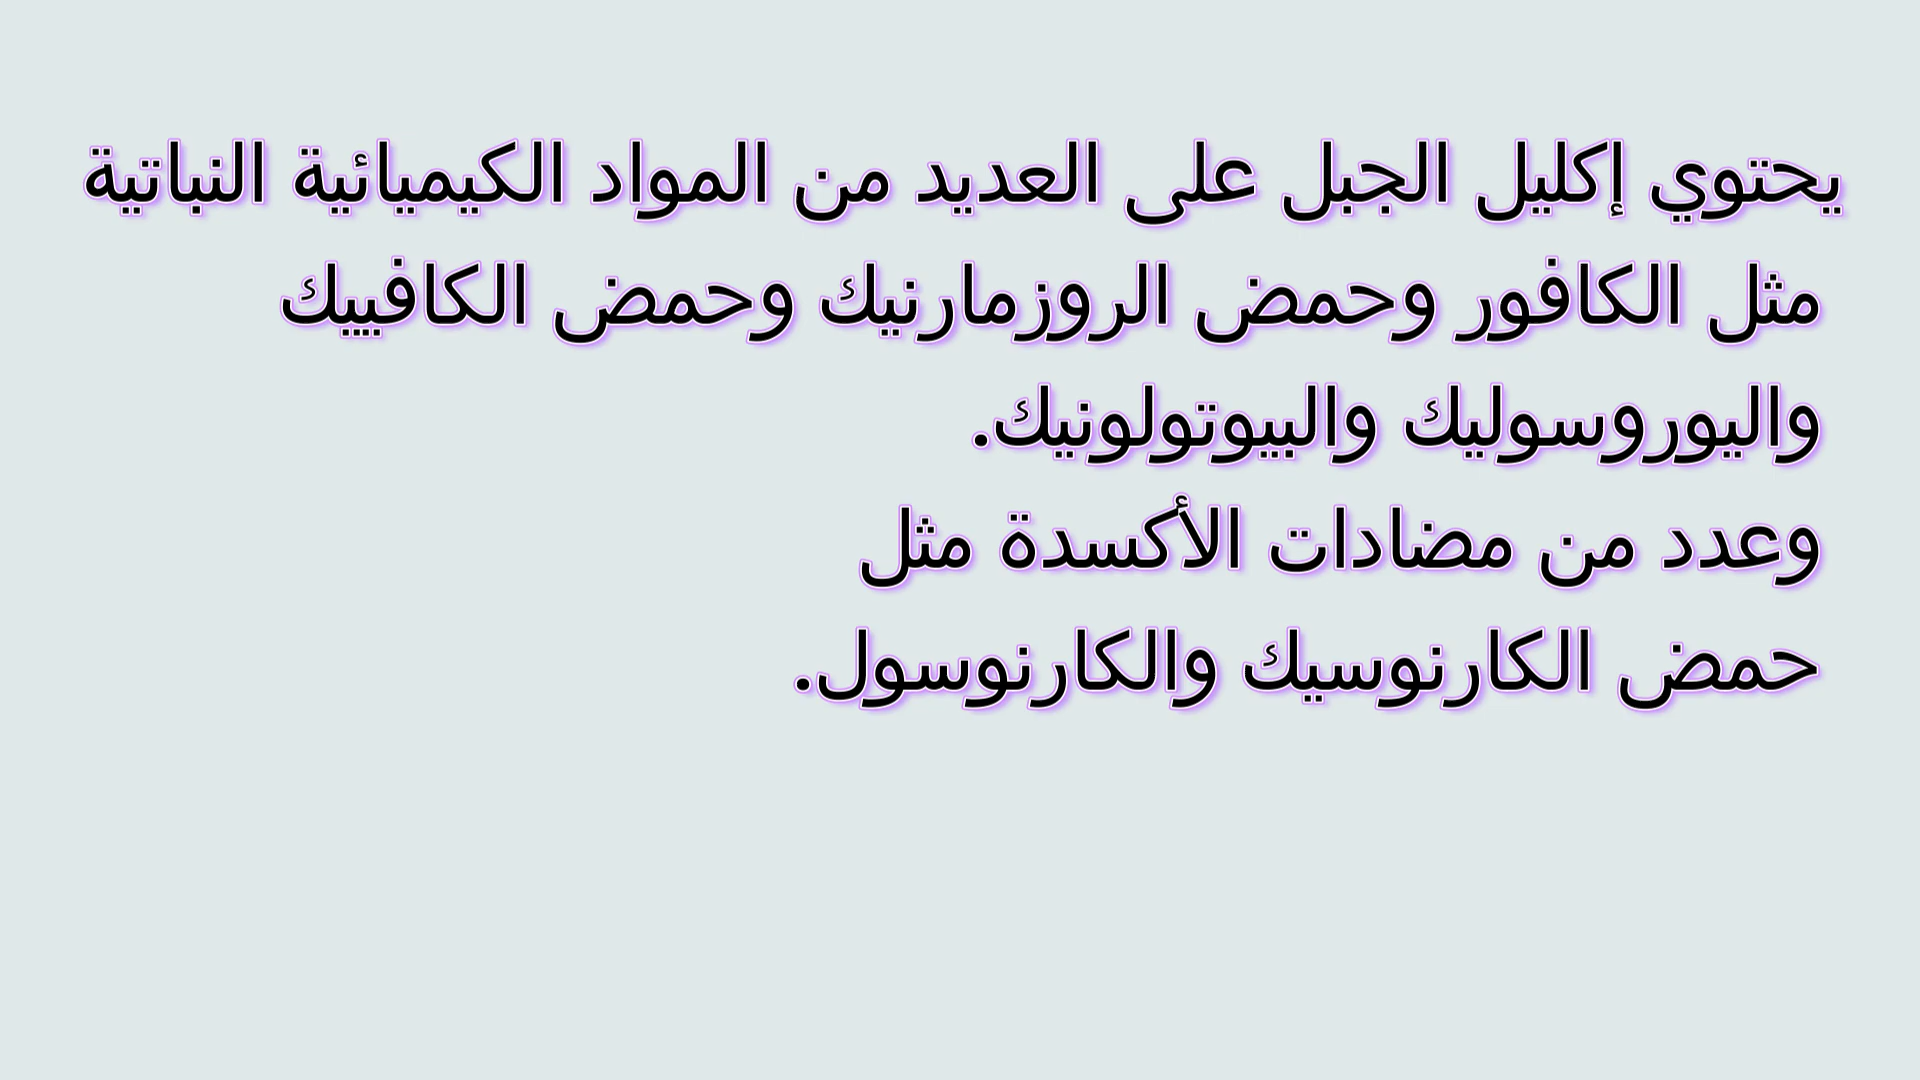 يحتوي إكليل الجبل على العديد من المواد الكيميائية النباتية
مثل الكافور وحمض الروزمارنيك وحمض الكافييك
واليوروسوليك والبيوتولونيك.
وعدد من مضادات الأكسدة مثل
حمض الكارنوسيك والكارنوسول.